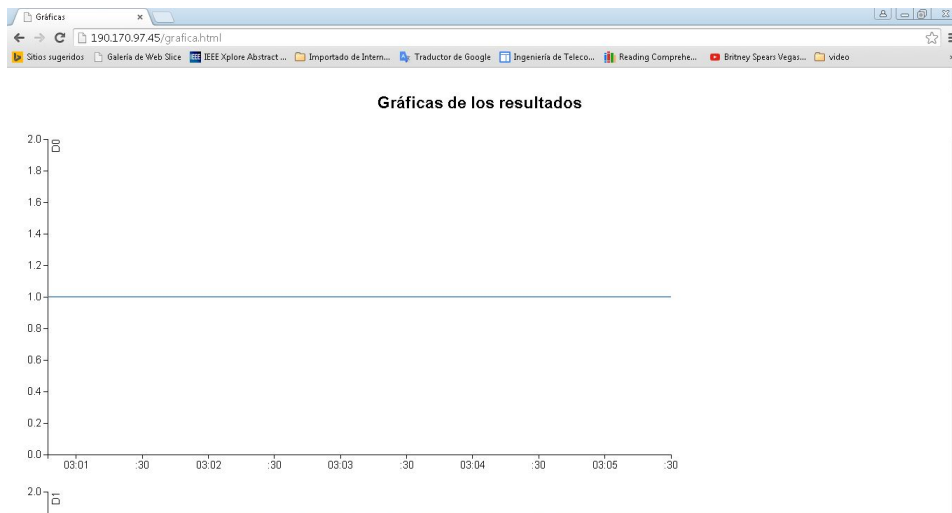 Gráficas
190.170.97.45/grafica.html
Sitios sugeridos Galería de Web Slice IEEE IEEE Xplore Abstract ... Importado de Intern... Traductor de Google Ingeniería de Teleco... Reading Comprehe... Britney Spears Vegas... video
Gráficas de los resultados
D0
2.0
1.8
1.6
1.4
1.2
1.0
0.8
0.6
0.4
0.2
0.0
03:01 :30 03:02 :30 03:03 :30 03:04 :30 03:05 :30
2.0
D1